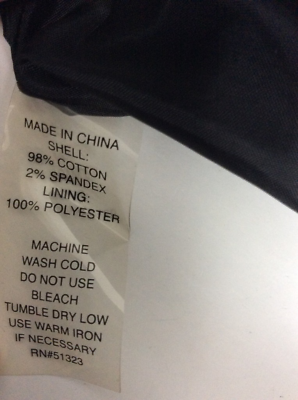 MADE IN CHINA
SHELL:
98% COTTON
2% SPANDEX
LINING:
100% POLYESTER
MACHINE
WASH COLD
DO NOT USE
BLEACH
TUMBLE DRY LOW
USE WARM IRON
IF NECESSARY
RN#51323